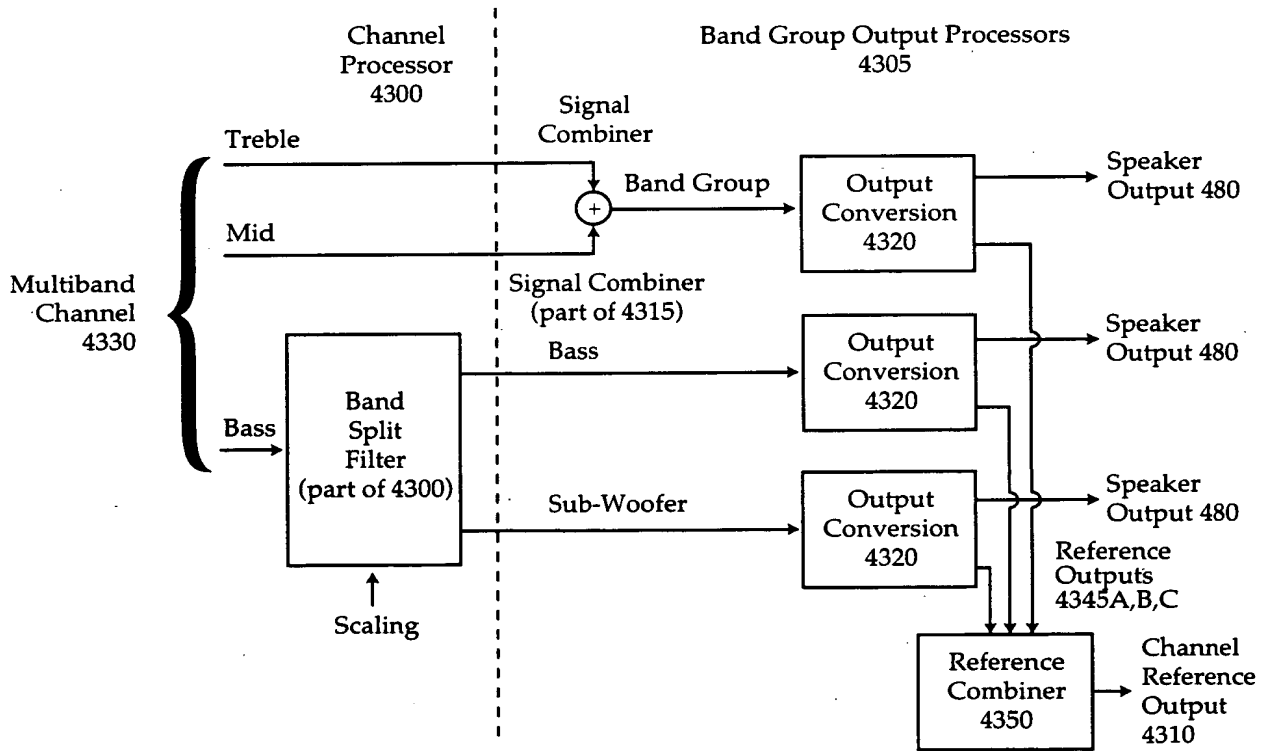 Channel
Processor
4300
Band Group Output Processors
4305
Signal
Combiner
Treble
Band Group
Output
Conversion
4320
Speaker
Output 480
Mid
Multiband
Channel
4330
Signal Combiner
(part of 4315)
Bass
Output
Conversion
4320
Speaker
Output 480
Bass
Band
Split
Filter
(part of 4300)
Sub-Woofer
Output
Conversion
4320
Speaker
Output 480
Scaling
Reference
Outputs
4345A,B,C
Reference
Combiner
4350
Channel
Reference
Output
4310